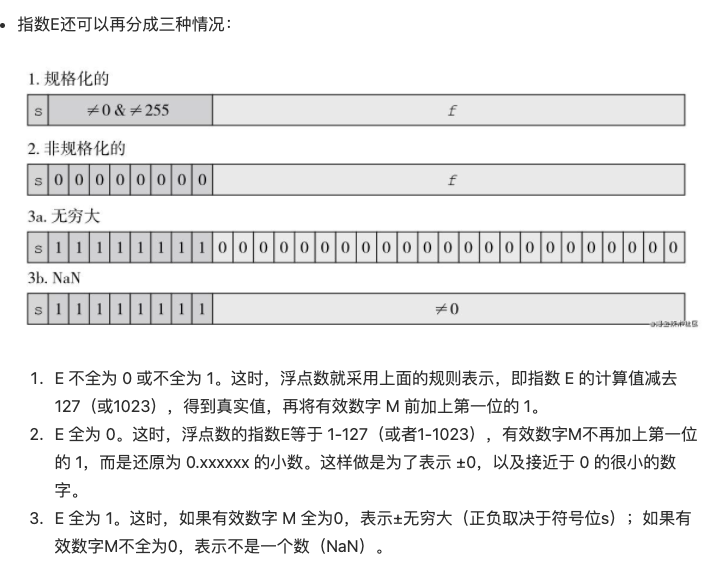 • 指数E还可以再分成三种情况：
1. 规格化的
s ≠0 & ≠255 f
2. 非规格化的
s 0 0 0 0 0 0 0 0 f
3a. 无穷大
s 1 1 1 1 1 1 1 1 0 0 0 0 0 0 0 0 0 0 0 0 0 0 0 0 0 0 0 0 0 0 0
3b. NaN
s 1 1 1 1 1 1 1 1 ≠0
1. E 不全为 0 或不全为 1。这时，浮点数就采用上面的规则表示，即指数 E 的计算值减去
127（或1023），得到真实值，再将有效数字 M 前加上第一位的 1。
2. E 全为 0。这时，浮点数的指数E等于 1-127（或者1-1023），有效数字M不再加上第一位
的 1，而是还原为 0.xxxxxx 的小数。这样做是为了表示 ±0，以及接近于 0 的很小的数
字。
3. E 全为 1。这时，如果有效数字 M 全为0，表示±无穷大（正负取决于符号位s）；如果有
效数字M不全为0，表示不是一个数（NaN）。